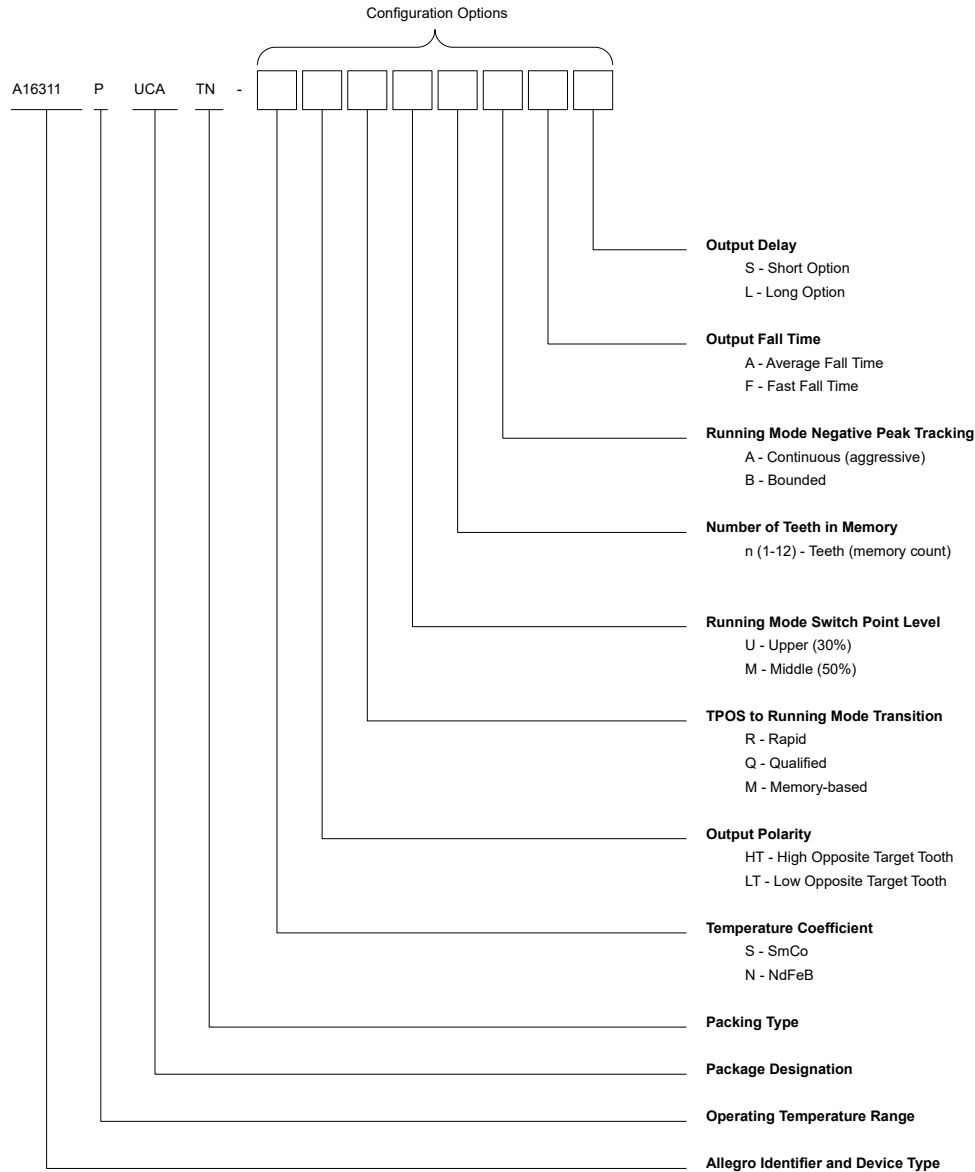 Configuration Options
A16311 P UCA TN -
Output Delay
S - Short Option
L - Long Option
Output Fall Time
A - Average Fall Time
F - Fast Fall Time
Running Mode Negative Peak Tracking
A - Continuous (aggressive)
B - Bounded
Number of Teeth in Memory
n (1-12) - Teeth (memory count)
Running Mode Switch Point Level
U - Upper (30%)
M - Middle (50%)
TPOS to Running Mode Transition
R - Rapid
Q - Qualified
M - Memory-based
Output Polarity
HT - High Opposite Target Tooth
LT - Low Opposite Target Tooth
Temperature Coefficient
S - SmCo
N - NdFeB
Packing Type
Package Designation
Operating Temperature Range
Allegro Identifier and Device Type